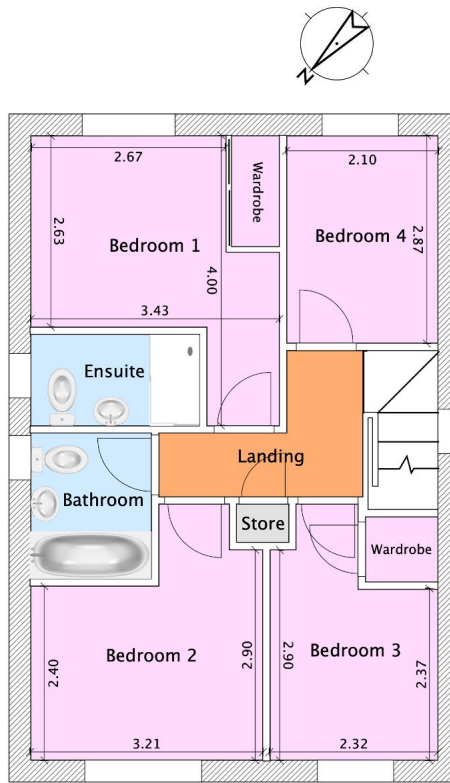 N
2.67
2.10
Wardrobe
2.63
Bedroom 1
Bedroom 4
2.87
4.00
3.43
Ensuite
Landing
Bathroom
Store
Wardrobe
Bedroom 2
Bedroom 3
2.40
2.90
2.90
2.37
3.21
2.32